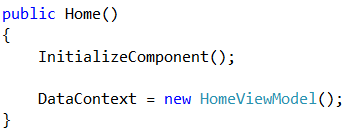 public Home()
{
    InitializeComponent();

    DataContext = new HomeViewModel();
}